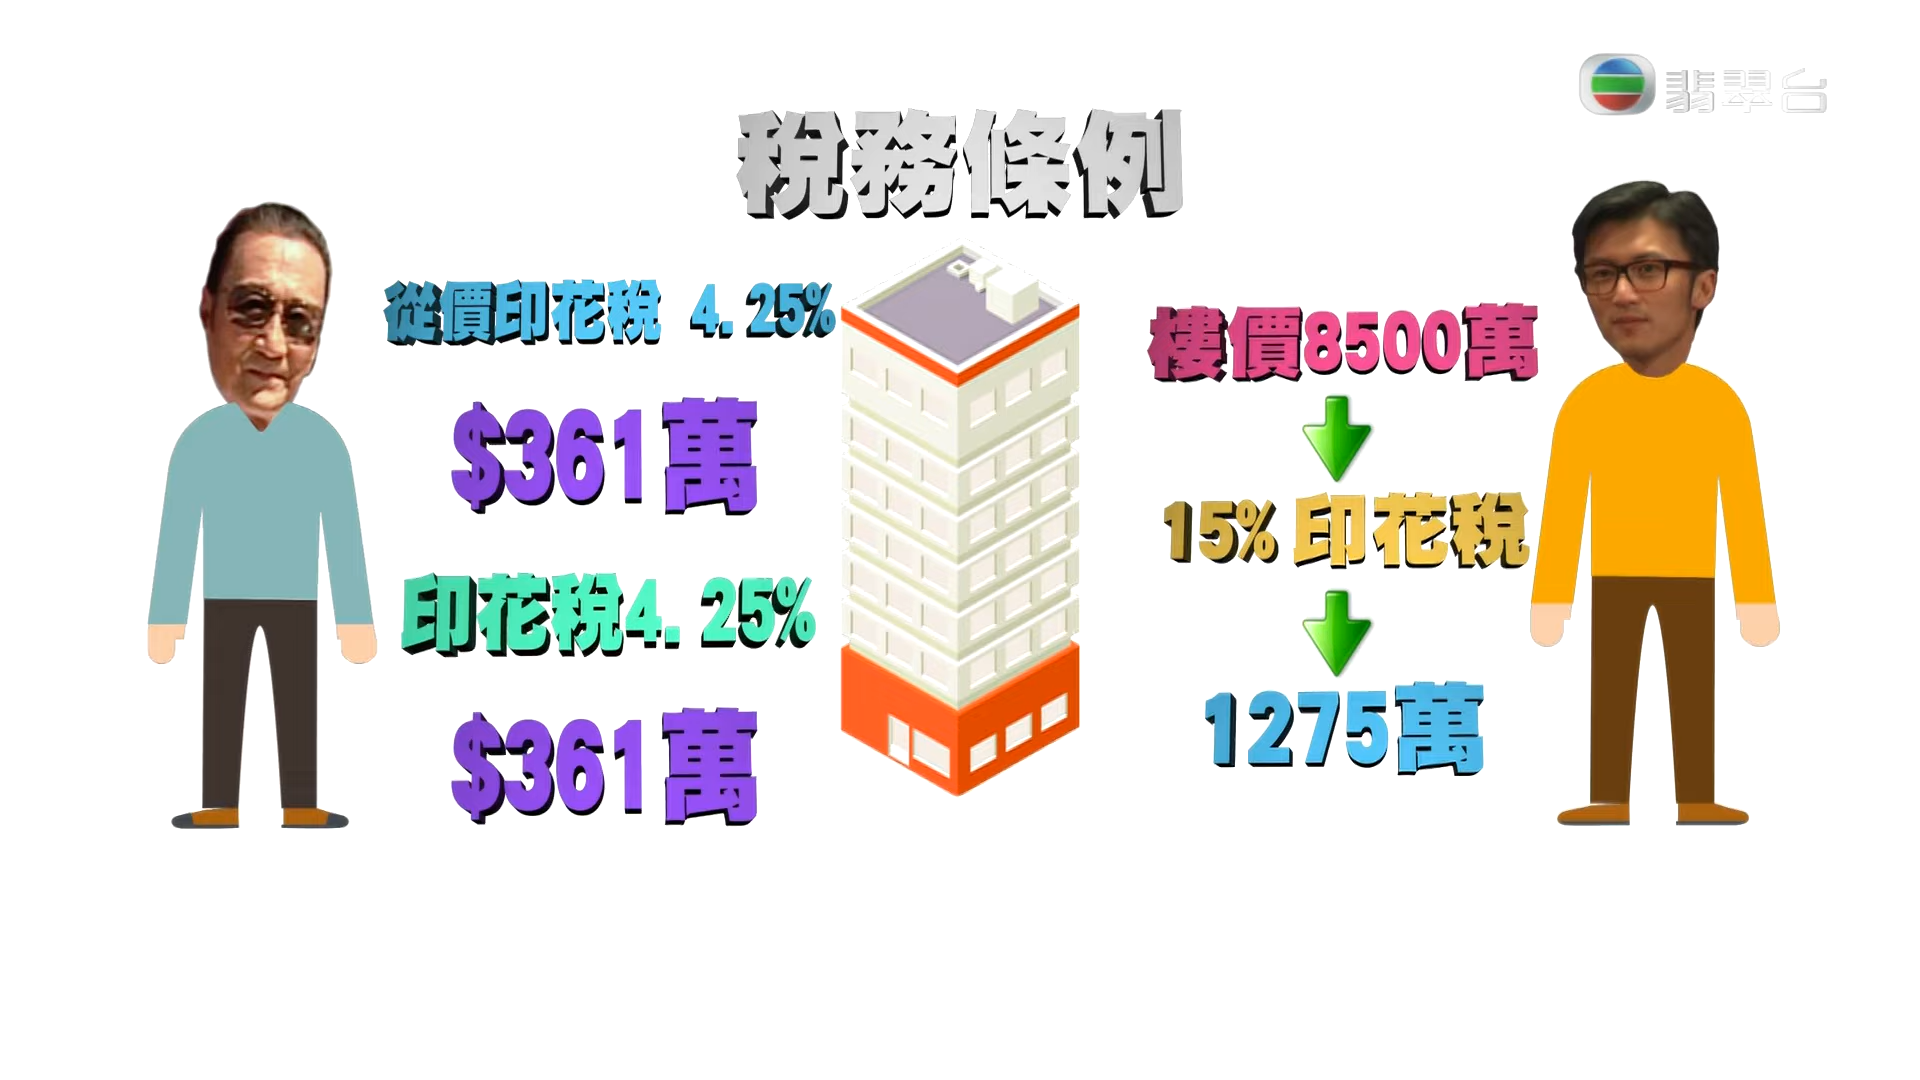 翡翠台
稅務條例
從價印花稅 4.25%
$361萬
印花稅4.25%
$361萬
樓價8500萬
15%印花稅
1275萬